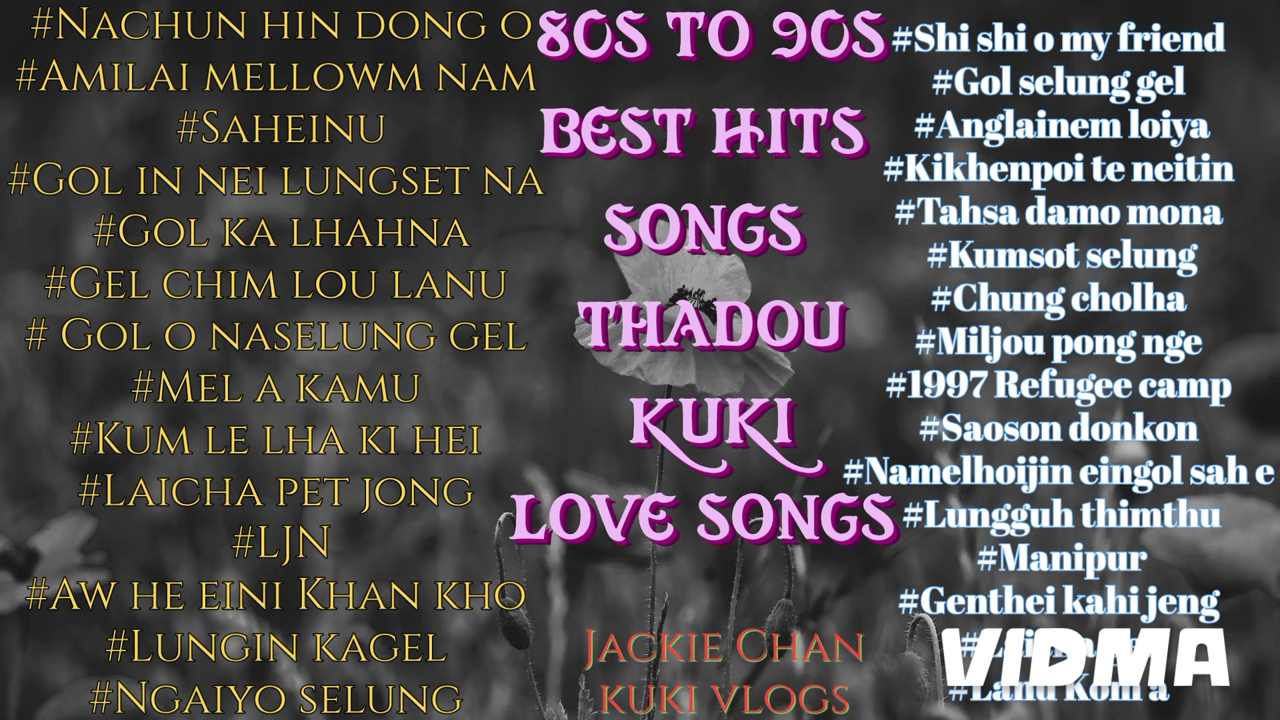 #Nachun hin dong o
#Amilai mellowm nam
#Saheinu
#Gol in nei lungset na
#Gol ka lhahna
#Gel chim lou lanu
# Gol o naselung gel
#Mel a kamu
#Kum le lha ki hei
#Laicha pet jong
#LJN
#Aw he eini Khan kho
#Lungin kagel
#Ngaiyo selung
80s to 90s
Best Hits
Songs
Thadou
Kuki
Love Songs
Jackie Chan
kuki vlogs
#Shi shi o my friend
#Gol selung gel
#Anglainem loiya
#Kikhenpoi te neitin
#Tahsa damo mona
#Kumsot selung
#Chung cholha
#Miljou pong nge
#1997 Refugee camp
#Saoson donkon
#Namelhoijin eingol sah e
#Lungguh thimthu
#Manipur
#Genthei kahi jeng
#Lanu Kom a
VIDMA